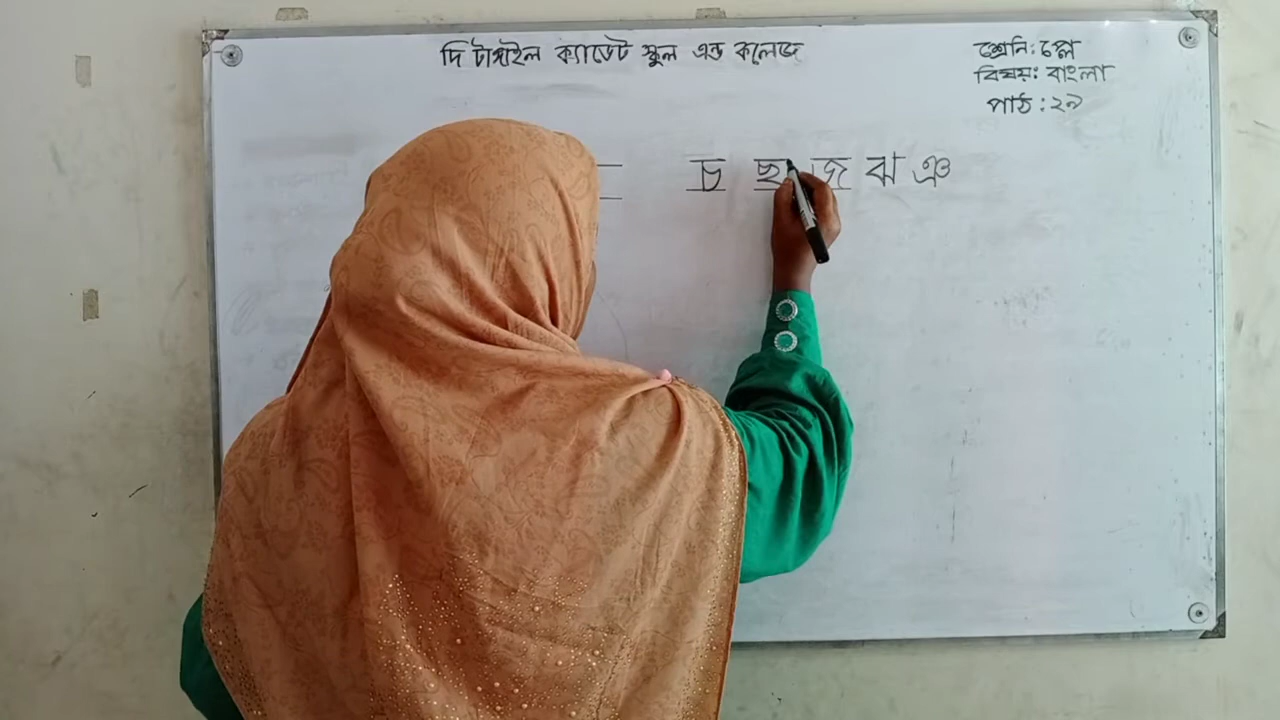 দি টাঙ্গাইল ক্যাডেট স্কুল এন্ড কলেজ
শ্রেনি: প্লে
বিষয়: বাংলা
পাঠ: ২৯
চ ছ জ ঝ ঞ